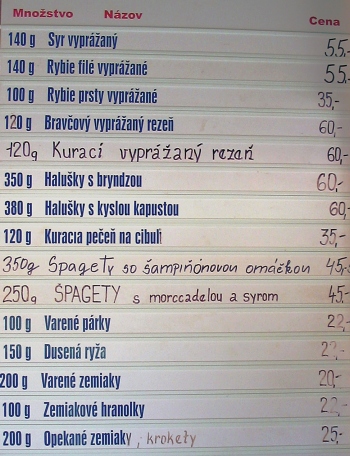 Množstvo Názov Cena
140 g Syr vyprážaný 55,-
140 g Rybie filé vyprážané 55,-
100 g Rybie prsty vyprážané 35,-
120 g Bravčový vyprážaný rezeň 60,-
120g Kurací vyprážaný rezaň 60,-
350 g Halušky s bryndzou 60,-
380 g Halušky s kyslou kapustou 60,-
120 g Kuracia pečeň na cibuli 35,-
350g Špagety so šampiňónovou omáčkou 45,-
250g ŠPAGETY s morccadelou a syrom 45,-
100 g Varené párky 22,-
150 g Dusená ryža 22,-
200 g Varené zemiaky 20,-
100 g Zemiakové hranolky 22,-
200 g Opekané zemiaky, krokety 25,-